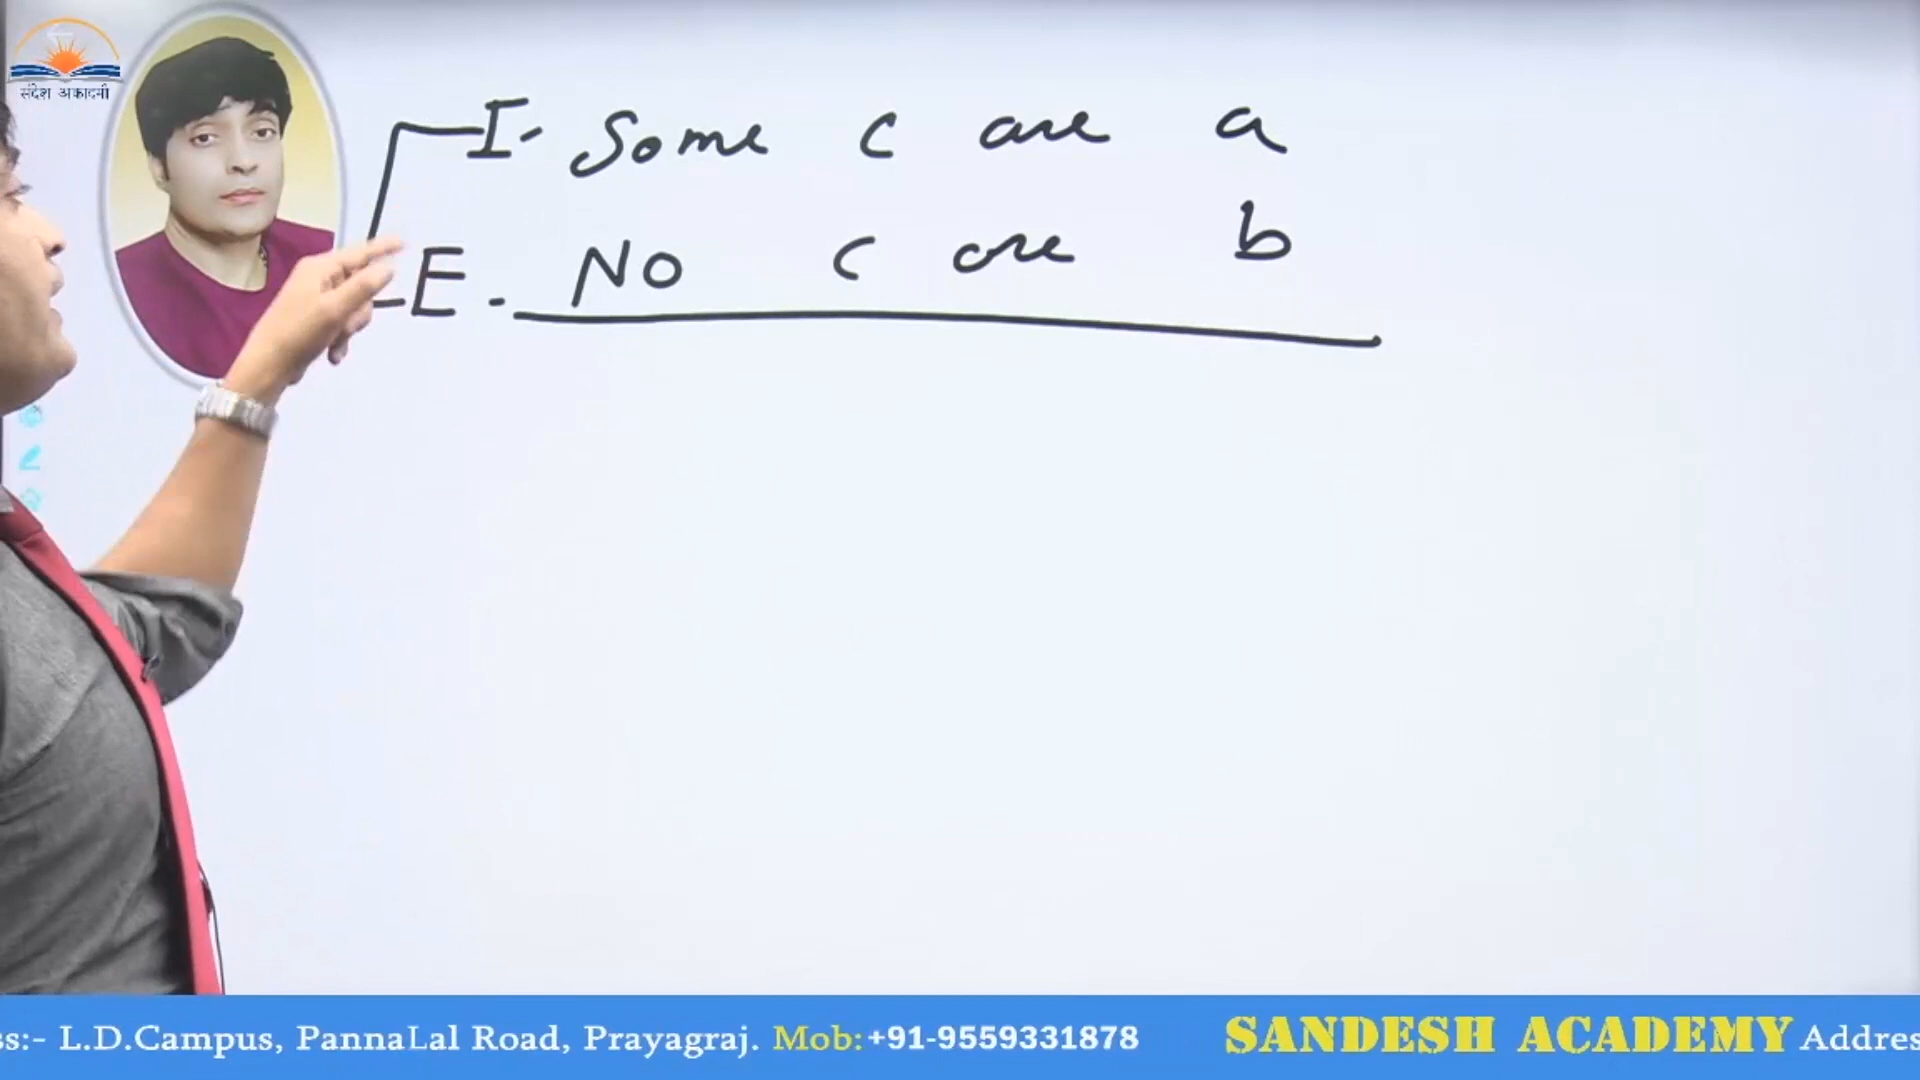 संदेश अकादमी
I- Some c are a
E - No c are b
ss:- L.D.Campus, PannaLal Road, Prayagraj. Mob: +91-9559331878 SANDESH ACADEMY Addres